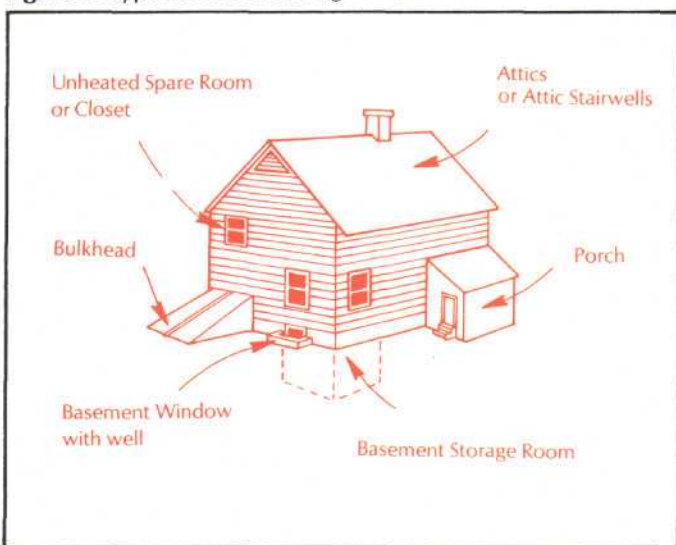 Unheated Spare Room
or Closet
Attics
or Attic Stairwells
Bulkhead
Porch
Basement Window
with well
Basement Storage Room